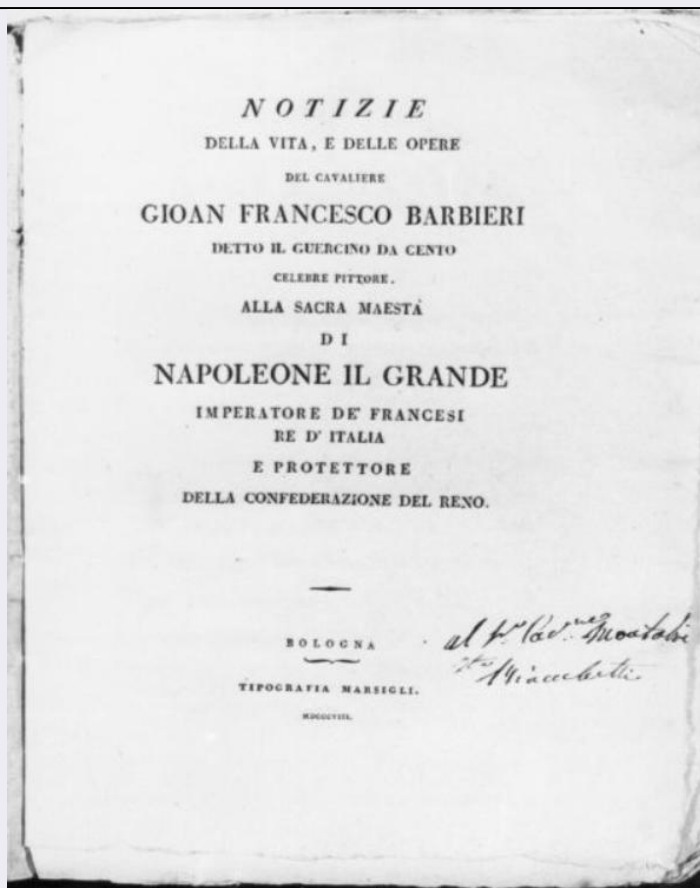 NOTIZIE
DELLA VITA, E DELLE OPERE
DEL CAVALIERE
GIOAN FRANCESCO BARBIERI
DETTO IL GUERCINO DA CENTO
CELEBRE PITTORE.
ALLA SACRA MAESTÀ
DI
NAPOLEONE IL GRANDE
IMPERATORE DE' FRANCESI
RE D' ITALIA
E PROTETTORE
DELLA CONFEDERAZIONE DEL RENO.
BOLOGNA
TIPOGRAFIA MARSIGLI.
MDCCCVIII.
al